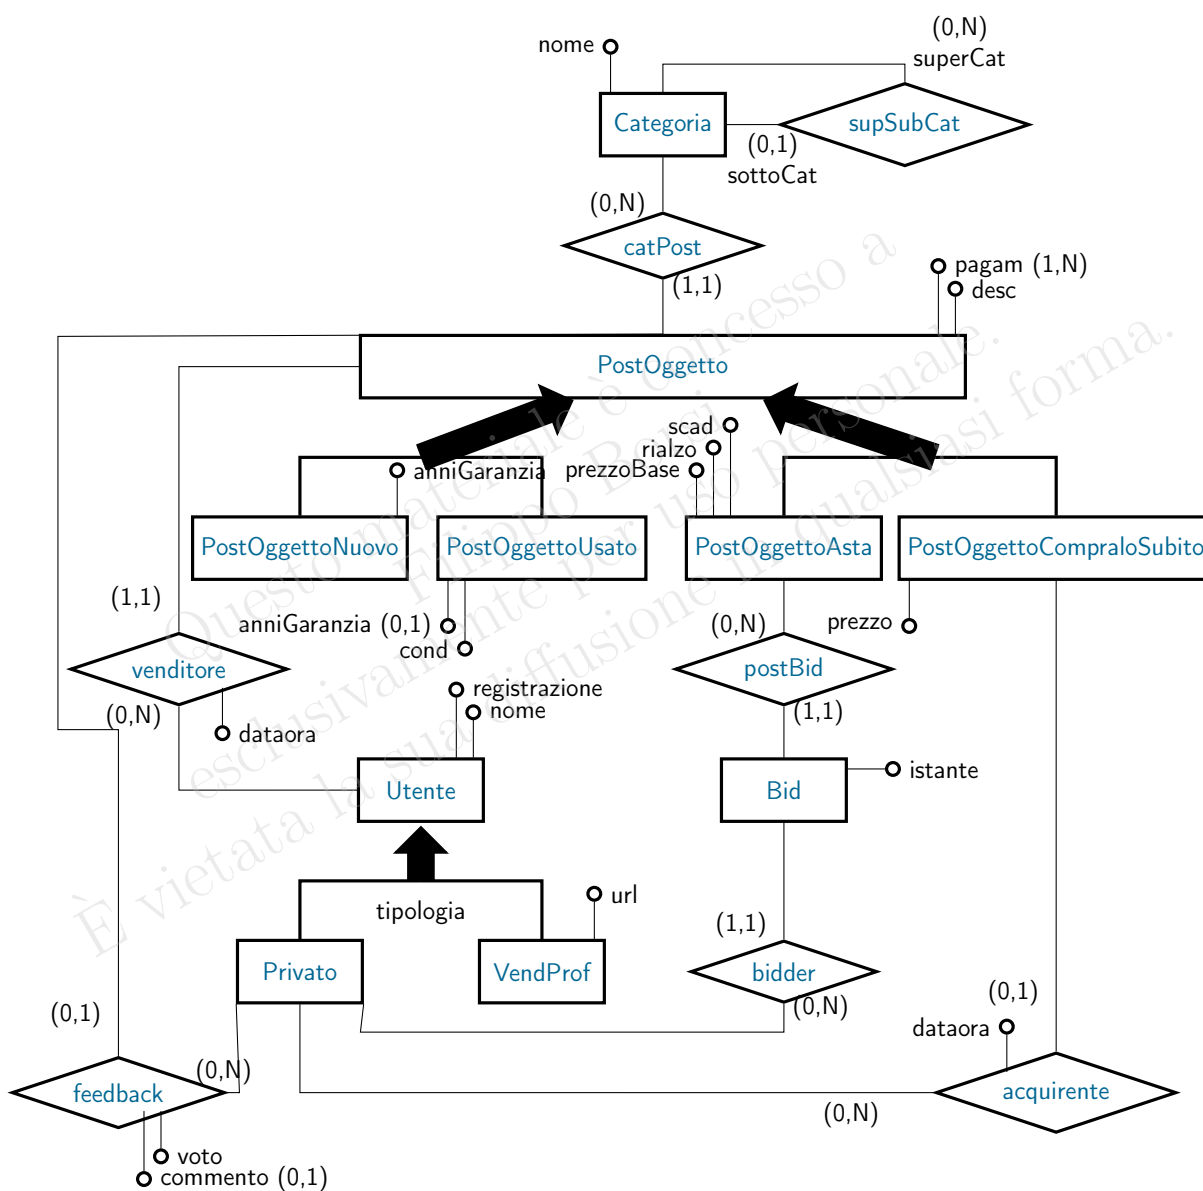 (0,N)
nome
superCat
Categoria
supSubCat
(0,1)
sottoCat
(0,N)
catPost
(1,1)
pagam (1,N)
desc
PostOggetto
scad
rialzo
prezzoBase
anniGaranzia
PostOggettoNuovo
PostOggettoUsato
PostOggettoAsta
PostOggettoCompraloSubito
(1,1)
anniGaranzia (0,1)
cond
(0,N)
prezzo
venditore
postBid
(0,N)
dataora
registrazione
nome
(1,1)
Utente
Bid
istante
tipologia
url
(1,1)
Privato
VendProf
bidder
(0,N)
(0,1)
(0,1)
dataora
(0,N)
feedback
acquirente
(0,N)
voto
commento (0,1)
Questo materiale è concesso a
Filippo Bonsi
esclusivamente per uso personale.
È vietata la sua diffusione in qualsiasi forma.